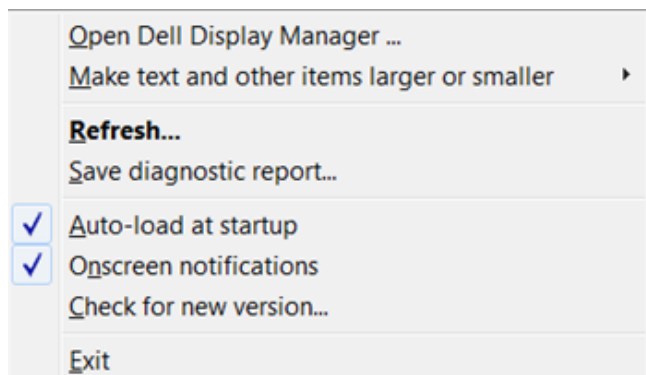 Open Dell Display Manager ...
Make text and other items larger or smaller
Refresh...
Save diagnostic report...
Auto-load at startup
Onscreen notifications
Check for new version...
Exit